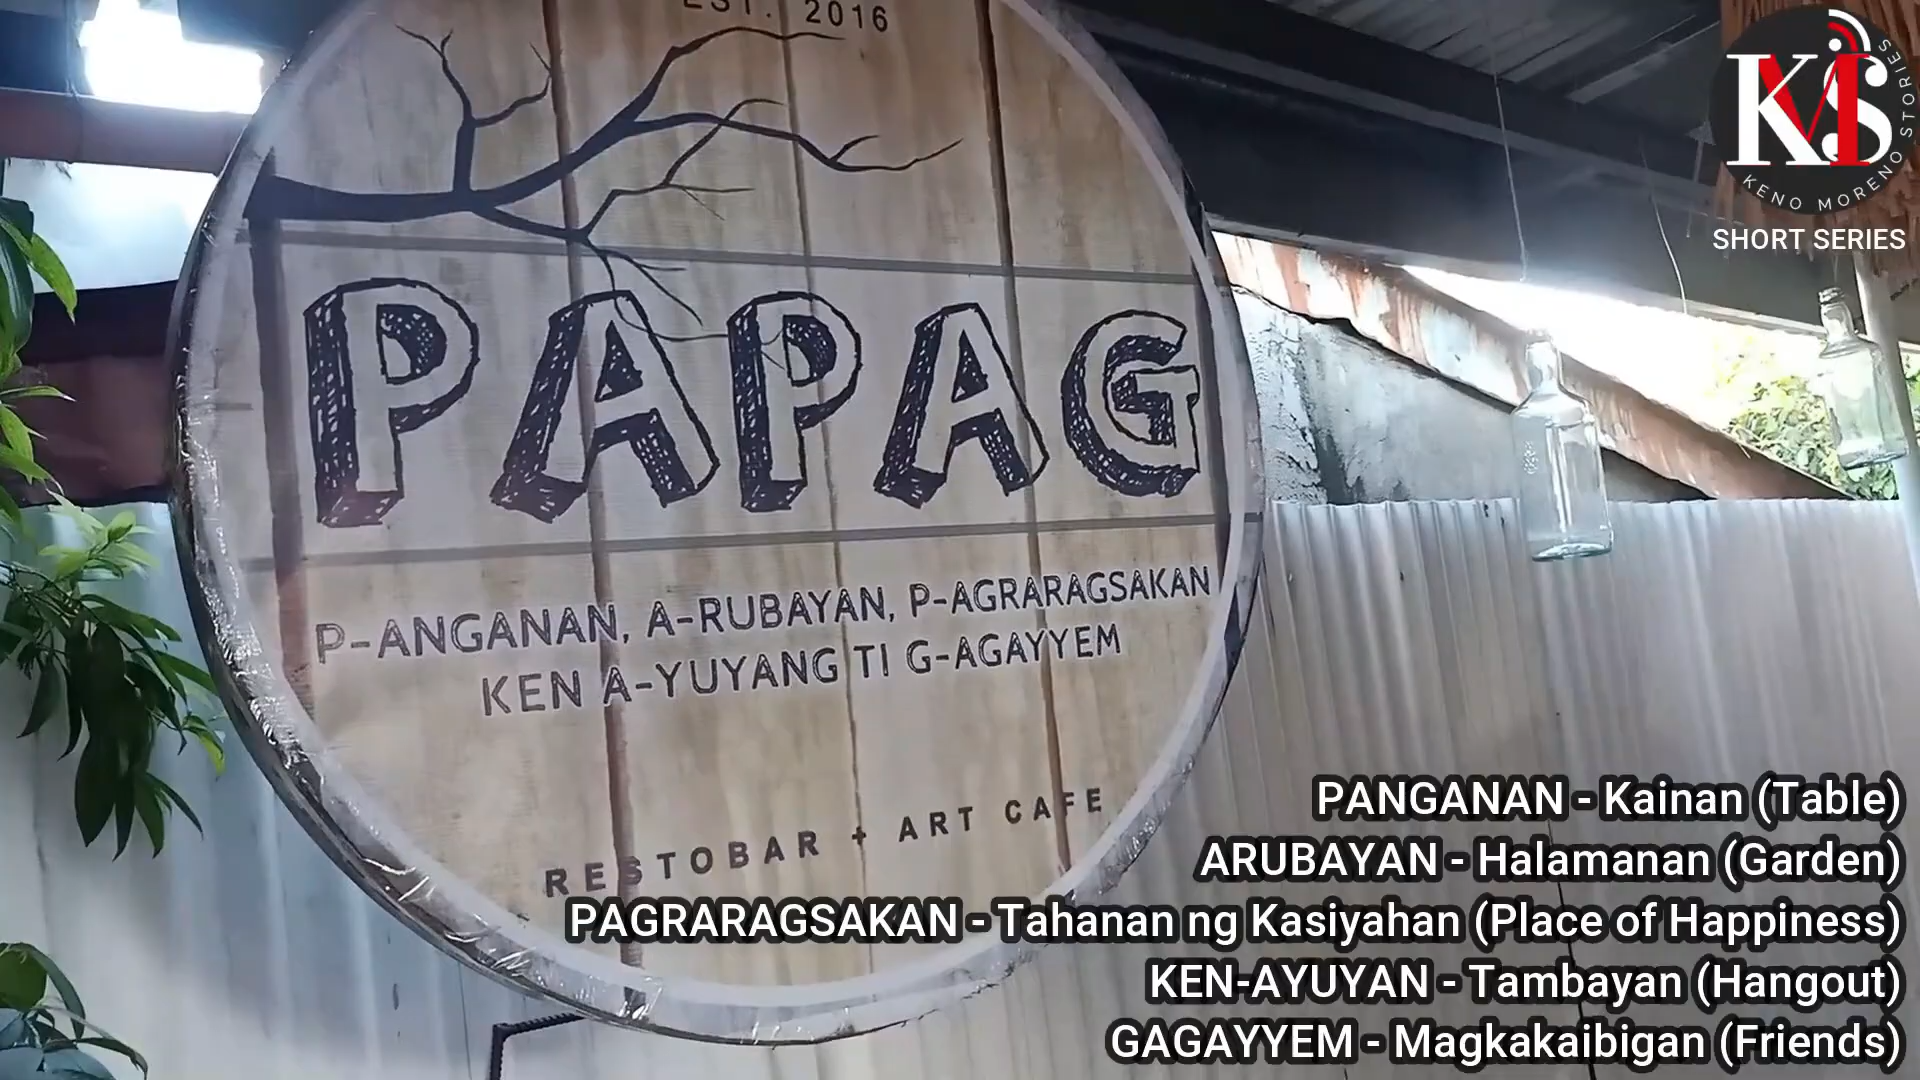 EST. 2016
PAPAG
P-ANGANAN, A-RUBAYAN, P-AGRARAGSAKAN
KEN A-YUYANG TI G-AGAYYEM
RESTOBAR + ART CAFE
KMS
KENO MORENO STORIES
SHORT SERIES
PANGANAN - Kainan (Table)
ARUBAYAN - Halamanan (Garden)
PAGRARAGSAKAN - Tahanan ng Kasiyahan (Place of Happiness)
KEN-AYUYAN - Tambayan (Hangout)
GAGAYYEM - Magkakaibigan (Friends)